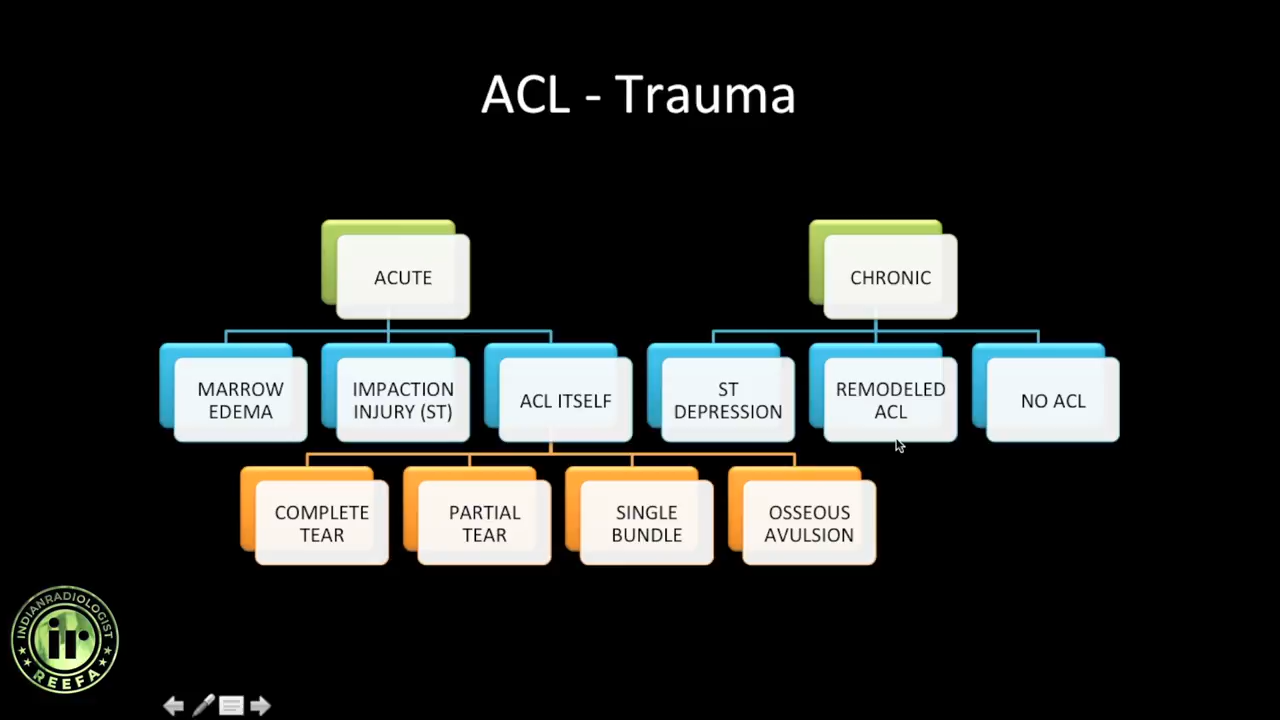 ACL - Trauma
ACUTE
CHRONIC
MARROW
EDEMA
IMPACTION
INJURY (ST)
ACL ITSELF
ST
DEPRESSION
REMODELED
ACL
NO ACL
COMPLETE
TEAR
PARTIAL
TEAR
SINGLE
BUNDLE
OSSEOUS
AVULSION
INDIANRADIOLOGIST
ir
REEFA